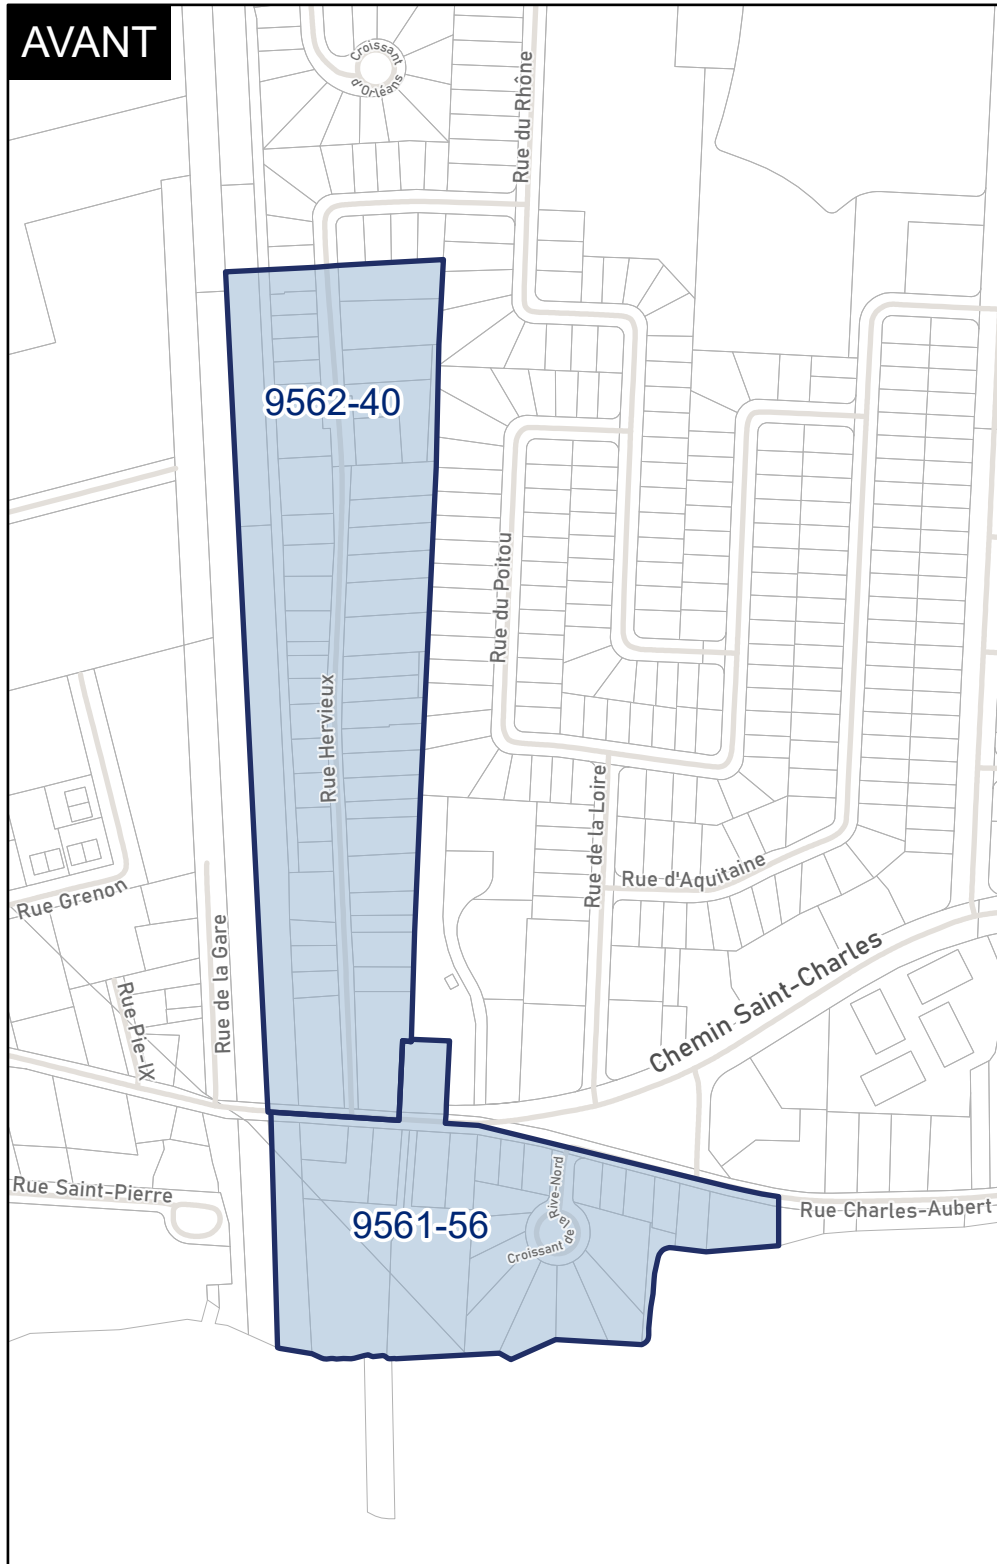 AVANT
Croissant
d'Orléans
Rue du Rhône
9562-40
Rue du Poitou
Rue Hervieux
Rue de la Loire
Rue d'Aquitaine
Rue Grenon
Rue de la Gare
Chemin Saint-Charles
Rue Pie-IX
Rue Saint-Pierre
9561-56
Croissant de la
Rive-Nord
Rue Charles-Aubert